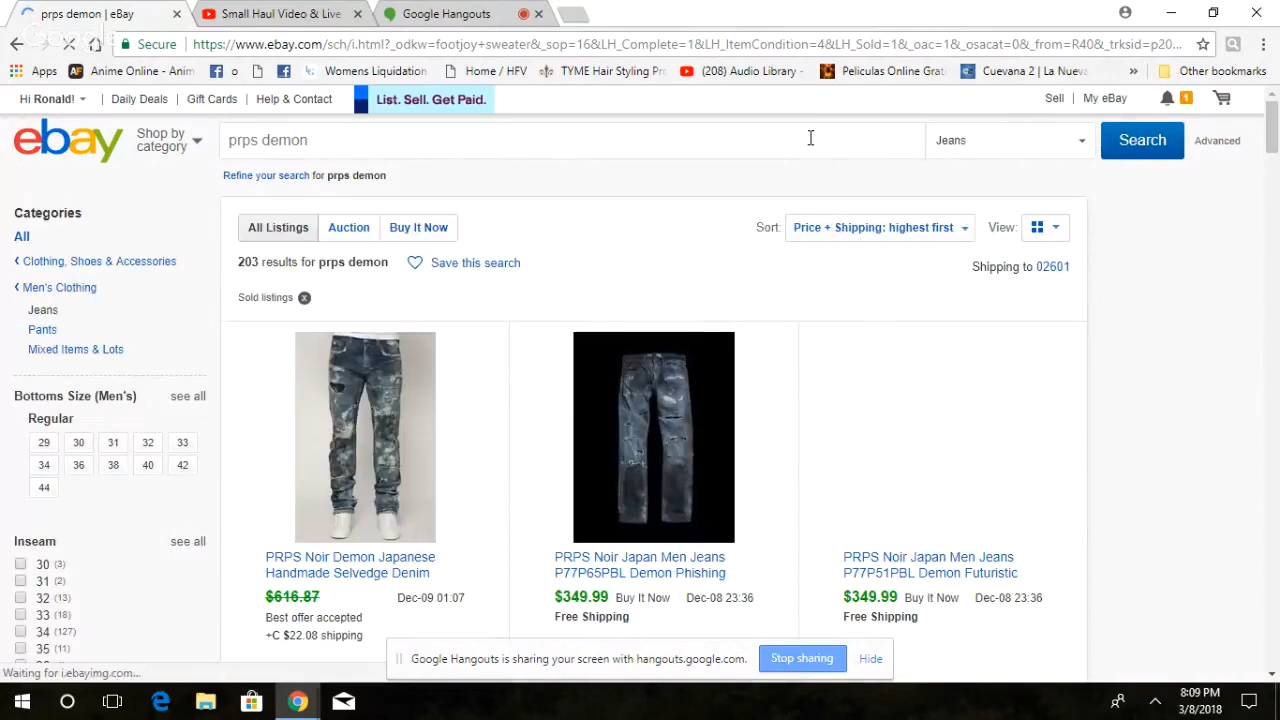 prps demon | eBay
Small Haul Video & Live
Google Hangouts
Secure
https://www.ebay.com/sch/i.html?_odkw=footjoy+sweater&_sop=16&LH_Complete=1&LH_ItemCondition=4&LH_Sold=1&_oac=1&_osacat=0&_from=R40&_trksid=p20...
Apps
Anime Online - Anim
o
Womens Liquidation
Home / HFV
TYME Hair Styling Pro
(208) Audio Library -
Peliculas Online Grat
Cuevana 2 | La Nueva
»
Other bookmarks
Hi Ronald!
Daily Deals
Gift Cards
Help & Contact
List. Sell. Get Paid.
Sell
My eBay
1
ebay
Shop by category
prps demon
Jeans
Search
Advanced
Refine your search for prps demon
Categories
All
Clothing, Shoes & Accessories
Men's Clothing
Jeans
Pants
Mixed Items & Lots
Bottoms Size (Men's)
see all
Regular
29 30 31 32 33
34 36 38 40 42
44
Inseam
see all
30 (3)
31 (2)
32 (13)
33 (18)
34 (127)
35 (11)
All Listings
Auction
Buy It Now
Sort:
Price + Shipping: highest first
View:
203 results for prps demon
Save this search
Shipping to 02601
Sold listings
PRPS Noir Demon Japanese
Handmade Selvedge Denim
$616.87
Dec-09 01:07
Best offer accepted
+C $22.08 shipping
PRPS Noir Japan Men Jeans
P77P65PBL Demon Phishing
$349.99 Buy It Now Dec-08 23:36
Free Shipping
PRPS Noir Japan Men Jeans
P77P51PBL Demon Futuristic
$349.99 Buy It Now Dec-08 23:36
Free Shipping
Google Hangouts is sharing your screen with hangouts.google.com.
Stop sharing
Hide
Waiting for i.ebayimg.com...
8:09 PM
3/8/2018